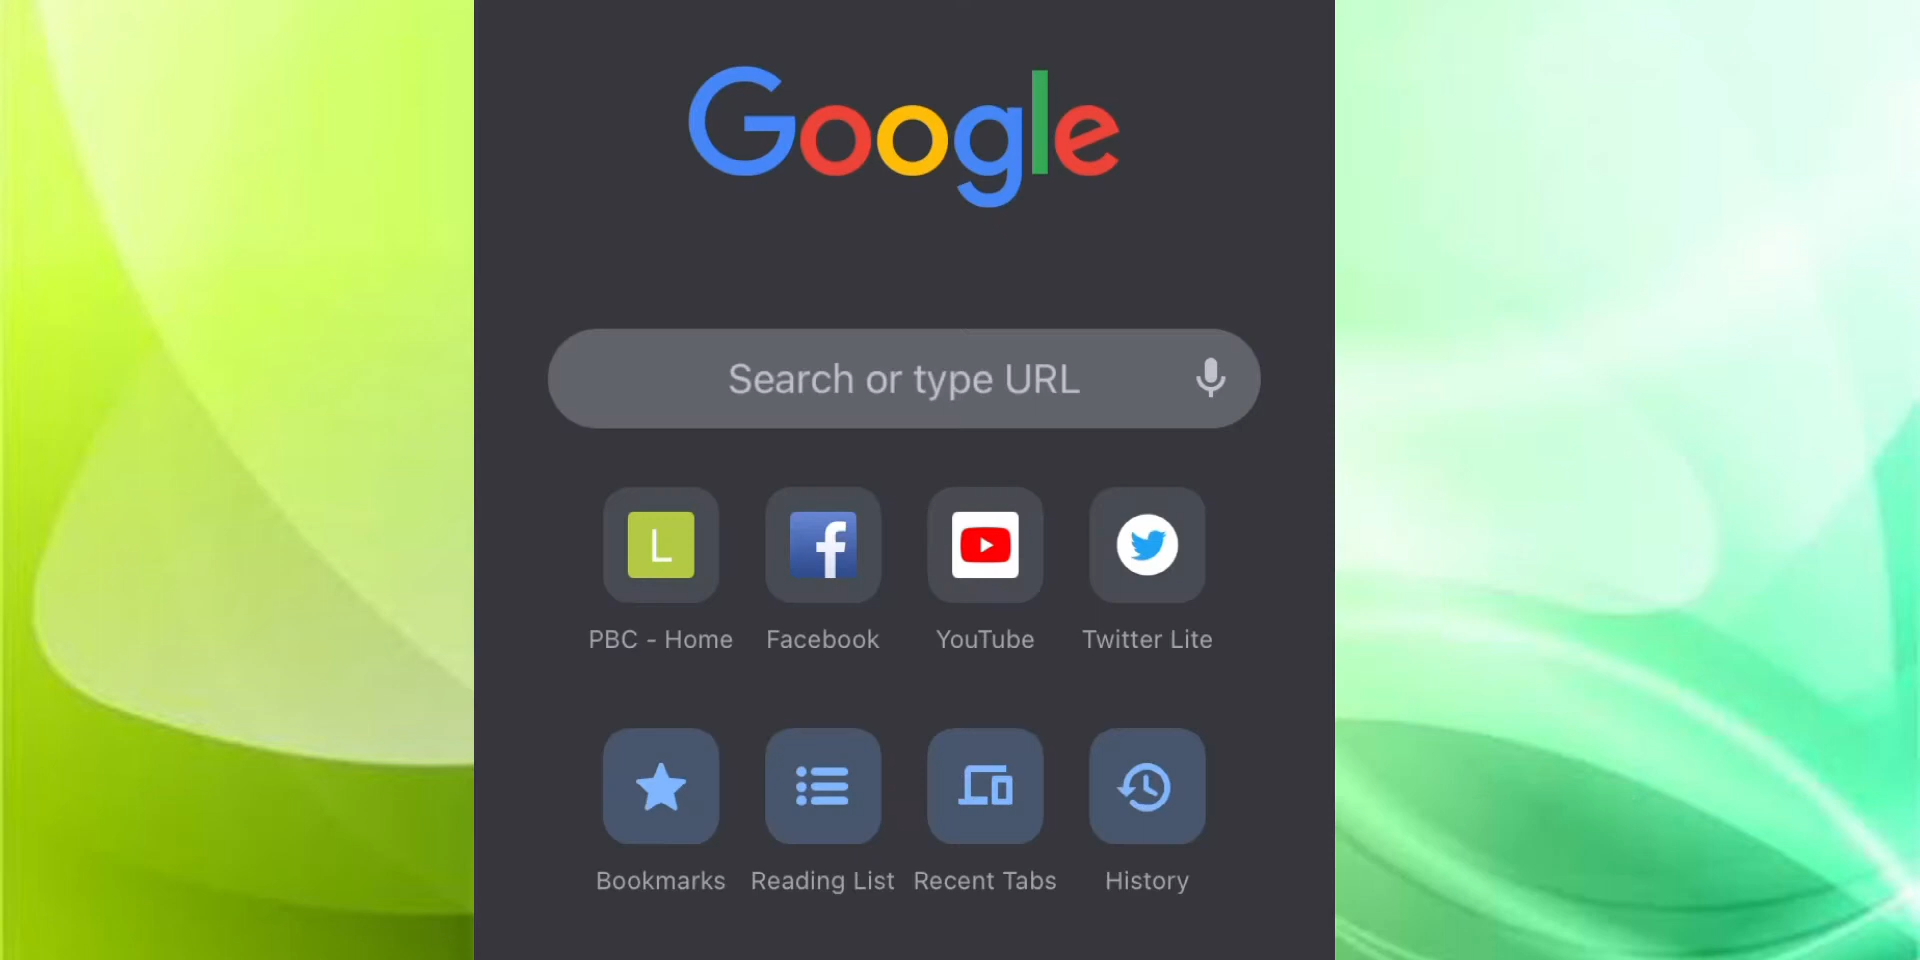 Google
Search or type URL
L
PBC - Home
Facebook
YouTube
Twitter Lite
Bookmarks
Reading List
Recent Tabs
History